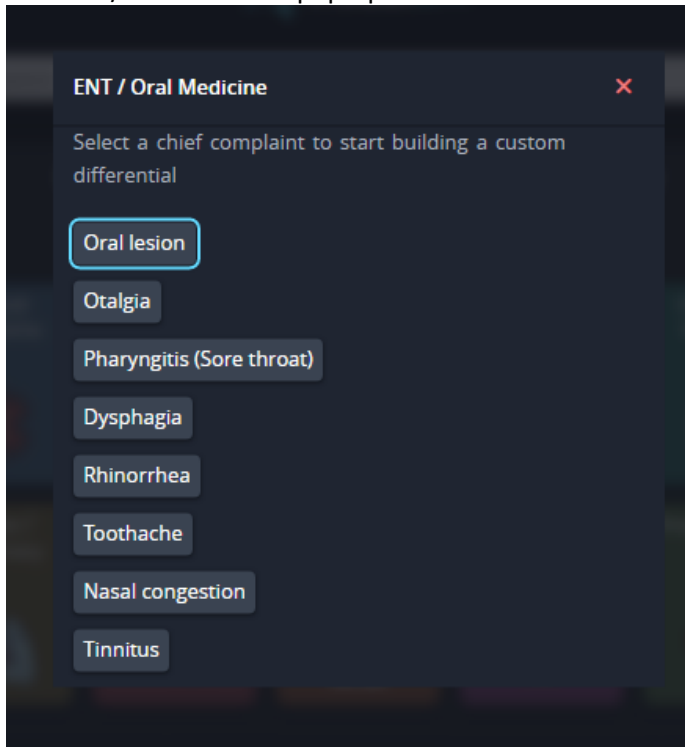 ENT / Oral Medicine
Select a chief complaint to start building a custom
differential
Oral lesion
Otalgia
Pharyngitis (Sore throat)
Dysphagia
Rhinorrhea
Toothache
Nasal congestion
Tinnitus